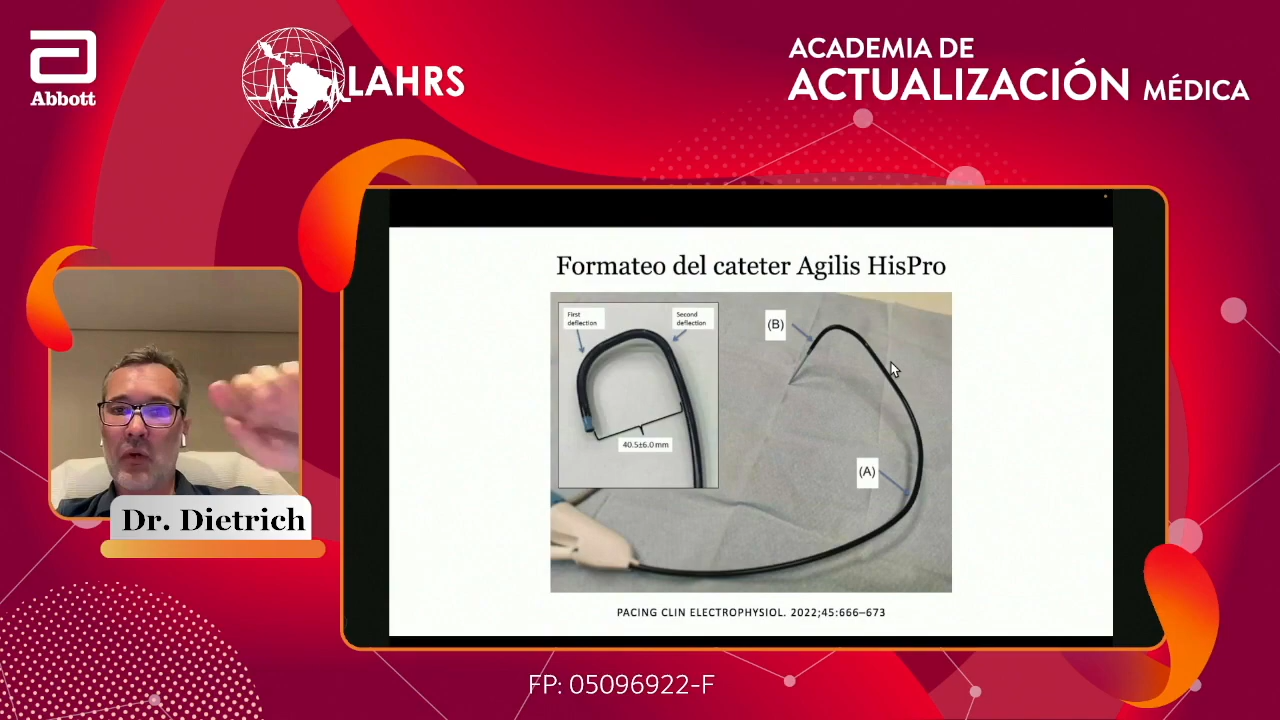 Abbott
LAHRS
ACADEMIA DE
ACTUALIZACIÓN MÉDICA
Formateo del cateter Agilis HisPro
First
deflection
Second
deflection
(B)
40.5±6.0 mm
(A)
PACING CLIN ELECTROPHYSIOL. 2022;45:666–673
Dr. Dietrich
FP: 05096922-F